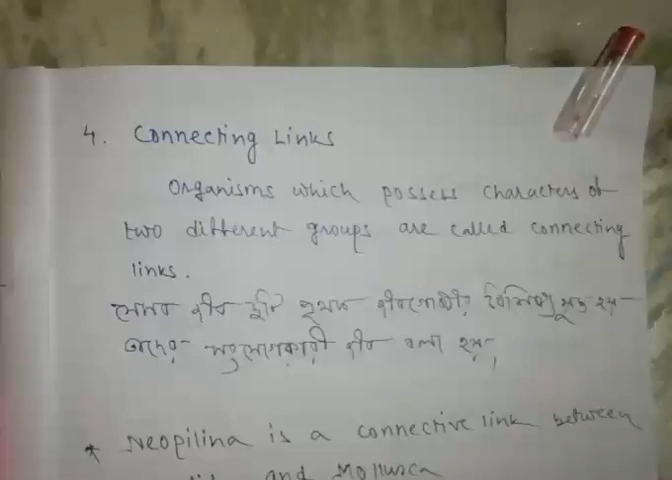 4. Connecting Links
Organisms which possess characters of
two different groups are called connecting
links.
যেসব জীব দুটি পৃথক জীবগোষ্ঠীর বৈশিষ্ট্য যুক্ত হয়
তাদের সংযোগকারী জীব বলা হয়।
* Neopilina is a connective link between
and Mollusca